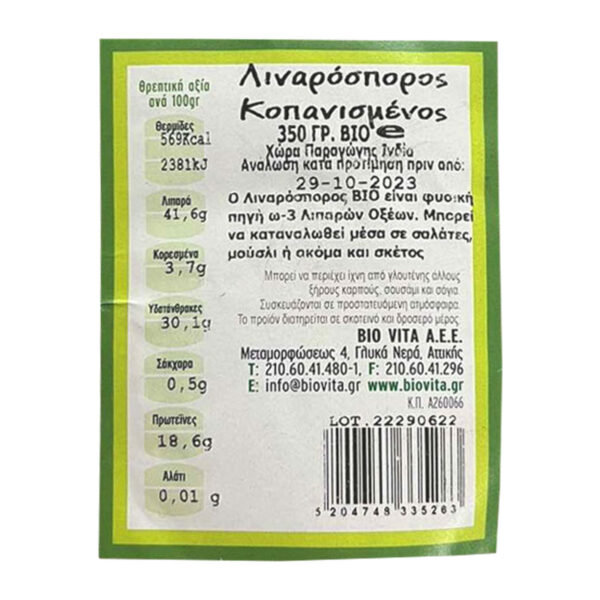 Θρεπτική αξία
ανά 100gr
Θερμίδες
569Kcal
2381kJ
Λιπαρά
41,6g
Κορεσμένα
3,7g
Υδατάνθρακες
30,1g
Σάκχαρα
0,5g
Πρωτεΐνες
18,6g
Αλάτι
0,01 g
Λιναρόσπορος
Κοπανισμένος
350 ΓΡ. BIO e
Χώρα Παραγωγής Ινδία
Ανάλωση κατά προτίμηση πριν από:
29-10-2023
Ο Λιναρόσπορος ΒΙΟ είναι φυσική
πηγή ω-3 Λιπαρών Οξέων. Μπορεί
να καταναλωθεί μέσα σε σαλάτες,
μούσλι ή ακόμα και σκέτος
Μπορεί να περιέχει ίχνη από γλουτένης άλλους
ξήρους καρπούς, σουσάμι και σόγια.
Συσκευάζονται σε προστατευμένη ατμόσφαιρα.
Το προϊόν διατηρείται σε σκοτεινό και δροσερό μέρος.
BIO VITA A.E.E.
Μεταμορφώσεως 4, Γλυκά Νερά, Αττικής
T: 210.60.41.480-1, F: 210.60.41.296
E: info@biovita.gr www.biovita.gr
Κ.Π. Α260066
LOT.22290622
5 204748 335263